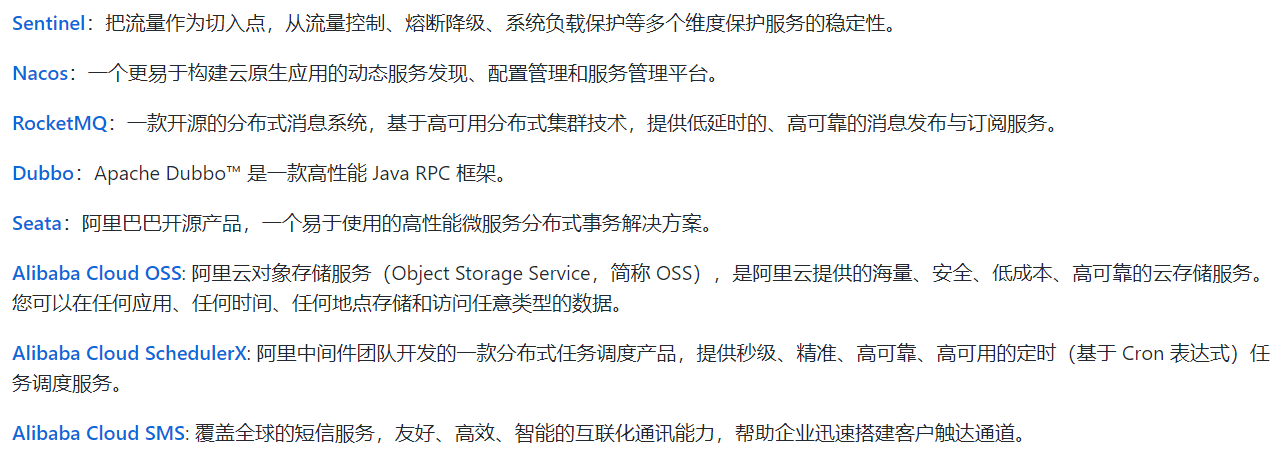 Sentinel：把流量作为切入点，从流量控制、熔断降级、系统负载保护等多个维度保护服务的稳定性。
Nacos：一个更易于构建云原生应用的动态服务发现、配置管理和服务管理平台。
RocketMQ：一款开源的分布式消息系统，基于高可用分布式集群技术，提供低延时的、高可靠的消息发布与订阅服务。
Dubbo：Apache Dubbo™ 是一款高性能 Java RPC 框架。
Seata：阿里巴巴开源产品，一个易于使用的高性能微服务分布式事务解决方案。
Alibaba Cloud OSS: 阿里云对象存储服务（Object Storage Service，简称 OSS），是阿里云提供的海量、安全、低成本、高可靠的云存储服务。
您可以在任何应用、任何时间、任何地点存储和访问任意类型的数据。
Alibaba Cloud SchedulerX: 阿里中间件团队开发的一款分布式任务调度产品，提供秒级、精准、高可靠、高可用的定时（基于 Cron 表达式）任
务调度服务。
Alibaba Cloud SMS: 覆盖全球的短信服务，友好、高效、智能的互联化通讯能力，帮助企业迅速搭建客户触达通道。